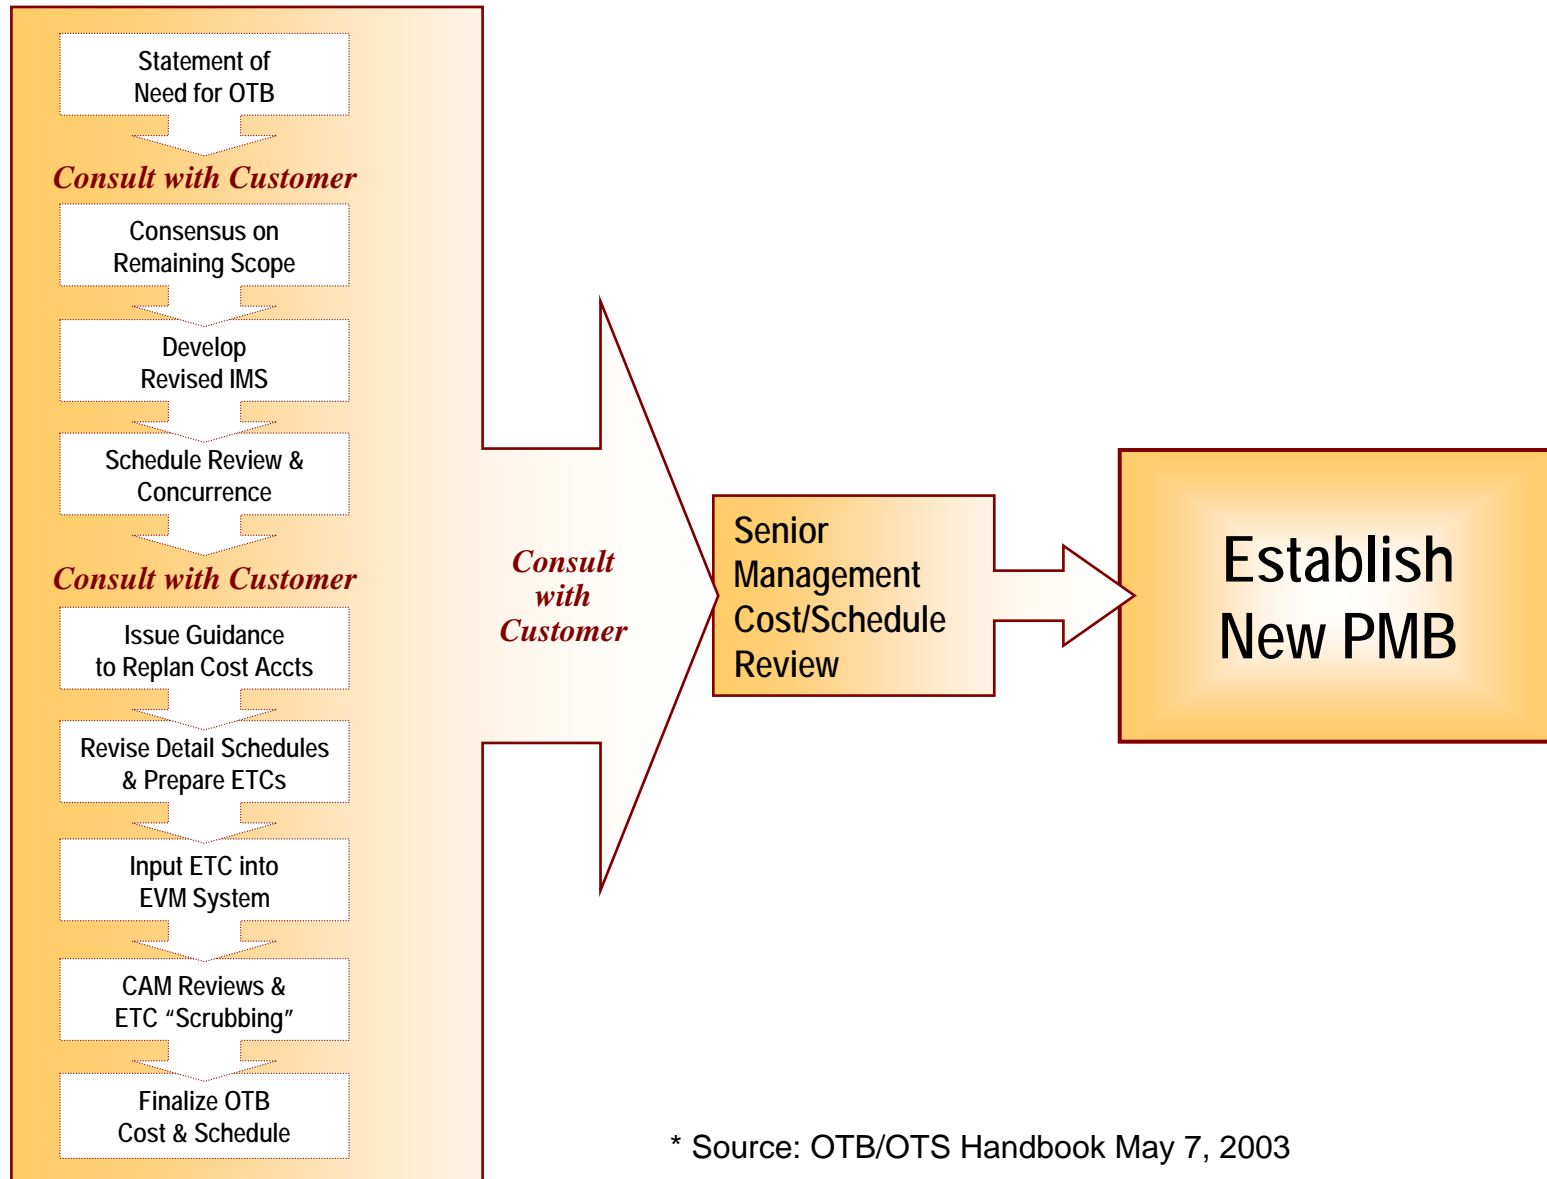 Statement of
Need for OTB
Consult with Customer
Consensus on
Remaining Scope
Develop
Revised IMS
Schedule Review &
Concurrence
Consult with Customer
Issue Guidance
to Replan Cost Accts
Revise Detail Schedules
& Prepare ETCs
Input ETC into
EVM System
CAM Reviews &
ETC “Scrubbing”
Finalize OTB
Cost & Schedule
Consult
with
Customer
Senior
Management
Cost/Schedule
Review
Establish
New PMB
* Source: OTB/OTS Handbook May 7, 2003